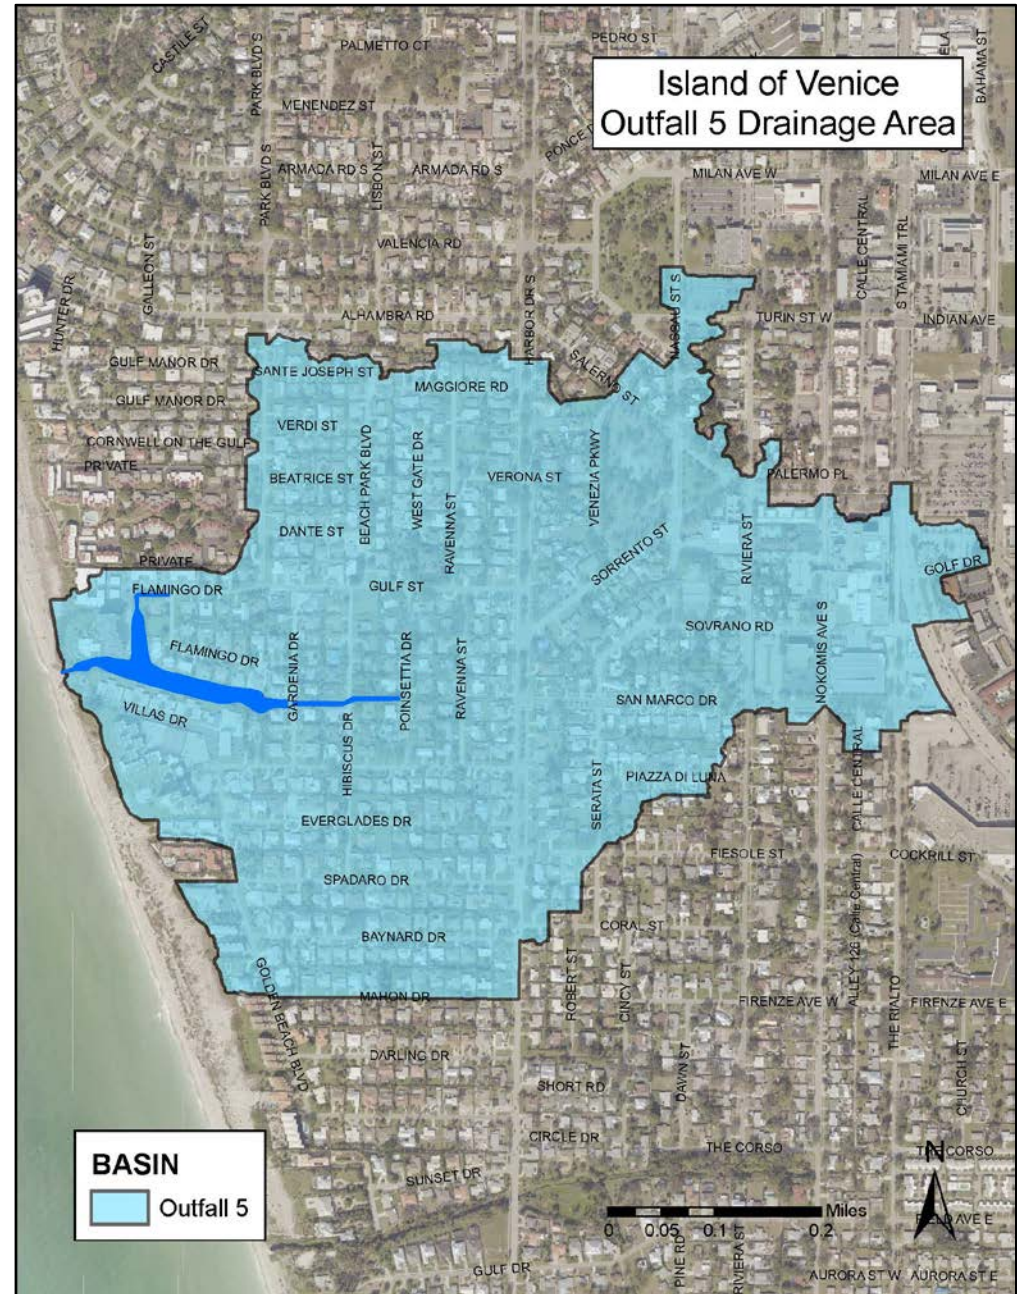 Island of Venice
Outfall 5 Drainage Area
CASTILE ST
PARK BLVD S
PALMETTO CT
PEDRO ST
BAHAMA ST
MENENDEZ ST
PARK BLVD S
ARMADA RD S
LISBON ST
ARMADA RD S
MILAN AVE W
MILAN AVE E
VALENCIA RD
GALLEON ST
HUNTER DR
HARBOR DR S
NASSAU ST S
CALLE CENTRAL
S TAMIAMI TRL
ALHAMBRA RD
TURIN ST W
INDIAN AVE
GULF MANOR DR
SANTE JOSEPH ST
MAGGIORE RD
SALERNO ST
GULF MANOR DR
VERDI ST
BEACH PARK BLVD
WEST GATE DR
VENEZIA PKWY
CORNWELL ON THE GULF
PRIVATE
BEATRICE ST
VERONA ST
PALERMO PL
DANTE ST
RAVENNA ST
SORRENTO ST
RIVIERA ST
PRIVATE
FLAMINGO DR
GULF ST
GOLF DR
FLAMINGO DR
GARDENIA DR
POINSETTIA DR
RAVENNA ST
SOVRANO RD
NOKOMIS AVE S
VILLAS DR
HIBISCUS DR
SAN MARCO DR
SERATA ST
PIAZZA DI LUNA
CALLE CENTRAL
EVERGLADES DR
FIESOLE ST
COCKRILL ST
SPADARO DR
BAYNARD DR
CORAL ST
ALLEY 126 (Calle Central)
GOLDEN BEACH BLVD
MAHON DR
ROBERT ST
CINCY ST
FIRENZE AVE W
THE RIALTO
FIRENZE AVE E
DARLING DR
SHORT RD
DAWN ST
CHURCH ST
CIRCLE DR
THE CORSO
THE CORSO
SUNSET DR
BASIN
Outfall 5
N
Miles
0 0.05 0.1 0.2
FIELD AVE E
GULF DR
PINE RD
RIVIERA ST
AURORA ST W
AURORA ST E